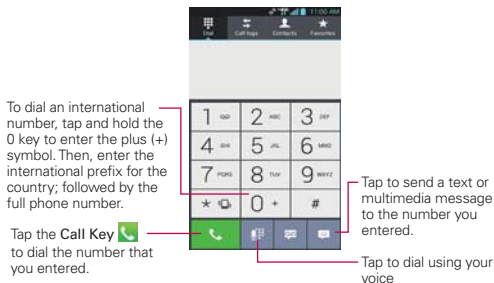 11:00 AM
Dial Call logs Contacts Favorites
To dial an international
number, tap and hold the
0 key to enter the plus (+)
symbol. Then, enter the
international prefix for the
country; followed by the
full phone number.
1 2 ABC 3 DEF
4 GHI 5 JKL 6 MNO
7 PQRS 8 TUV 9 WXYZ
* 0 + #
Tap the Call Key
to dial the number that
you entered.
Tap to send a text or
multimedia message
to the number you
entered.
Tap to dial using your
voice